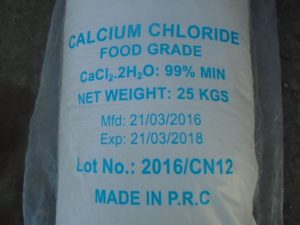 CALCIUM CHLORIDE
FOOD GRADE
CaCl₂.2H₂O: 99% MIN
NET WEIGHT: 25 KGS
Mfd: 21/03/2016
Exp: 21/03/2018
Lot No.: 2016/CN12
MADE IN P.R.C